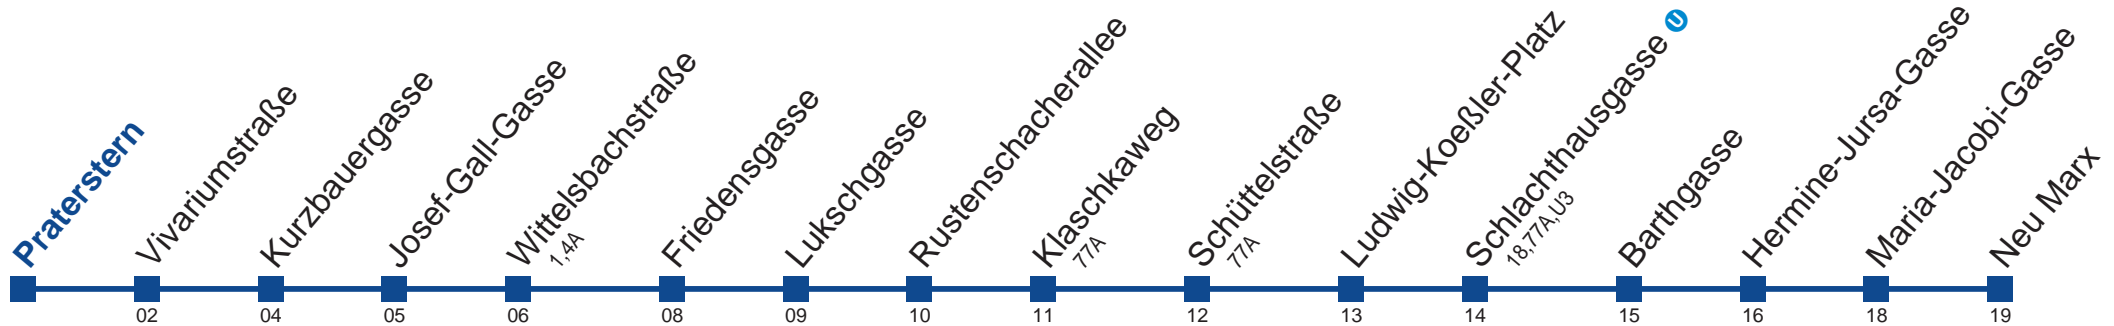 Praterstern
Vivariumstraße
Kurzbauergasse
Josef-Gall-Gasse
Wittelsbachstraße
1,4A
Friedensgasse
Lukschgasse
Rustenschacherallee
Klaschkaweg
77A
Schüttelstraße
77A
Ludwig-Koeßler-Platz
Schlachthausgasse U
18,77A,U3
Barthgasse
Hermine-Jursa-Gasse
Maria-Jacobi-Gasse
Neu Marx
02 04 05 06 08 09 10 11 12 13 14 15 16 18 19